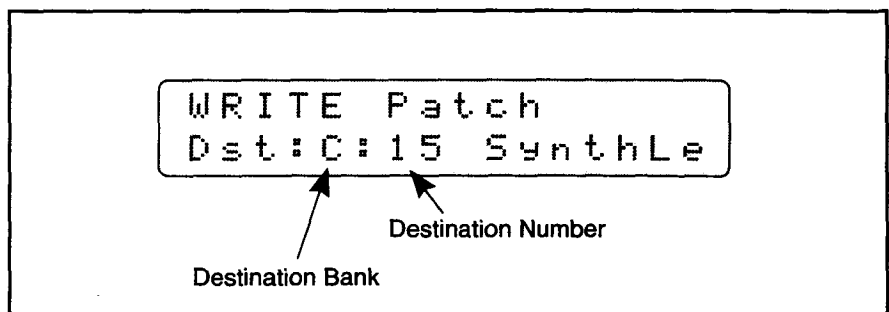 WRITE Patch
Dst:C:15 SynthLe
Destination Number
Destination Bank